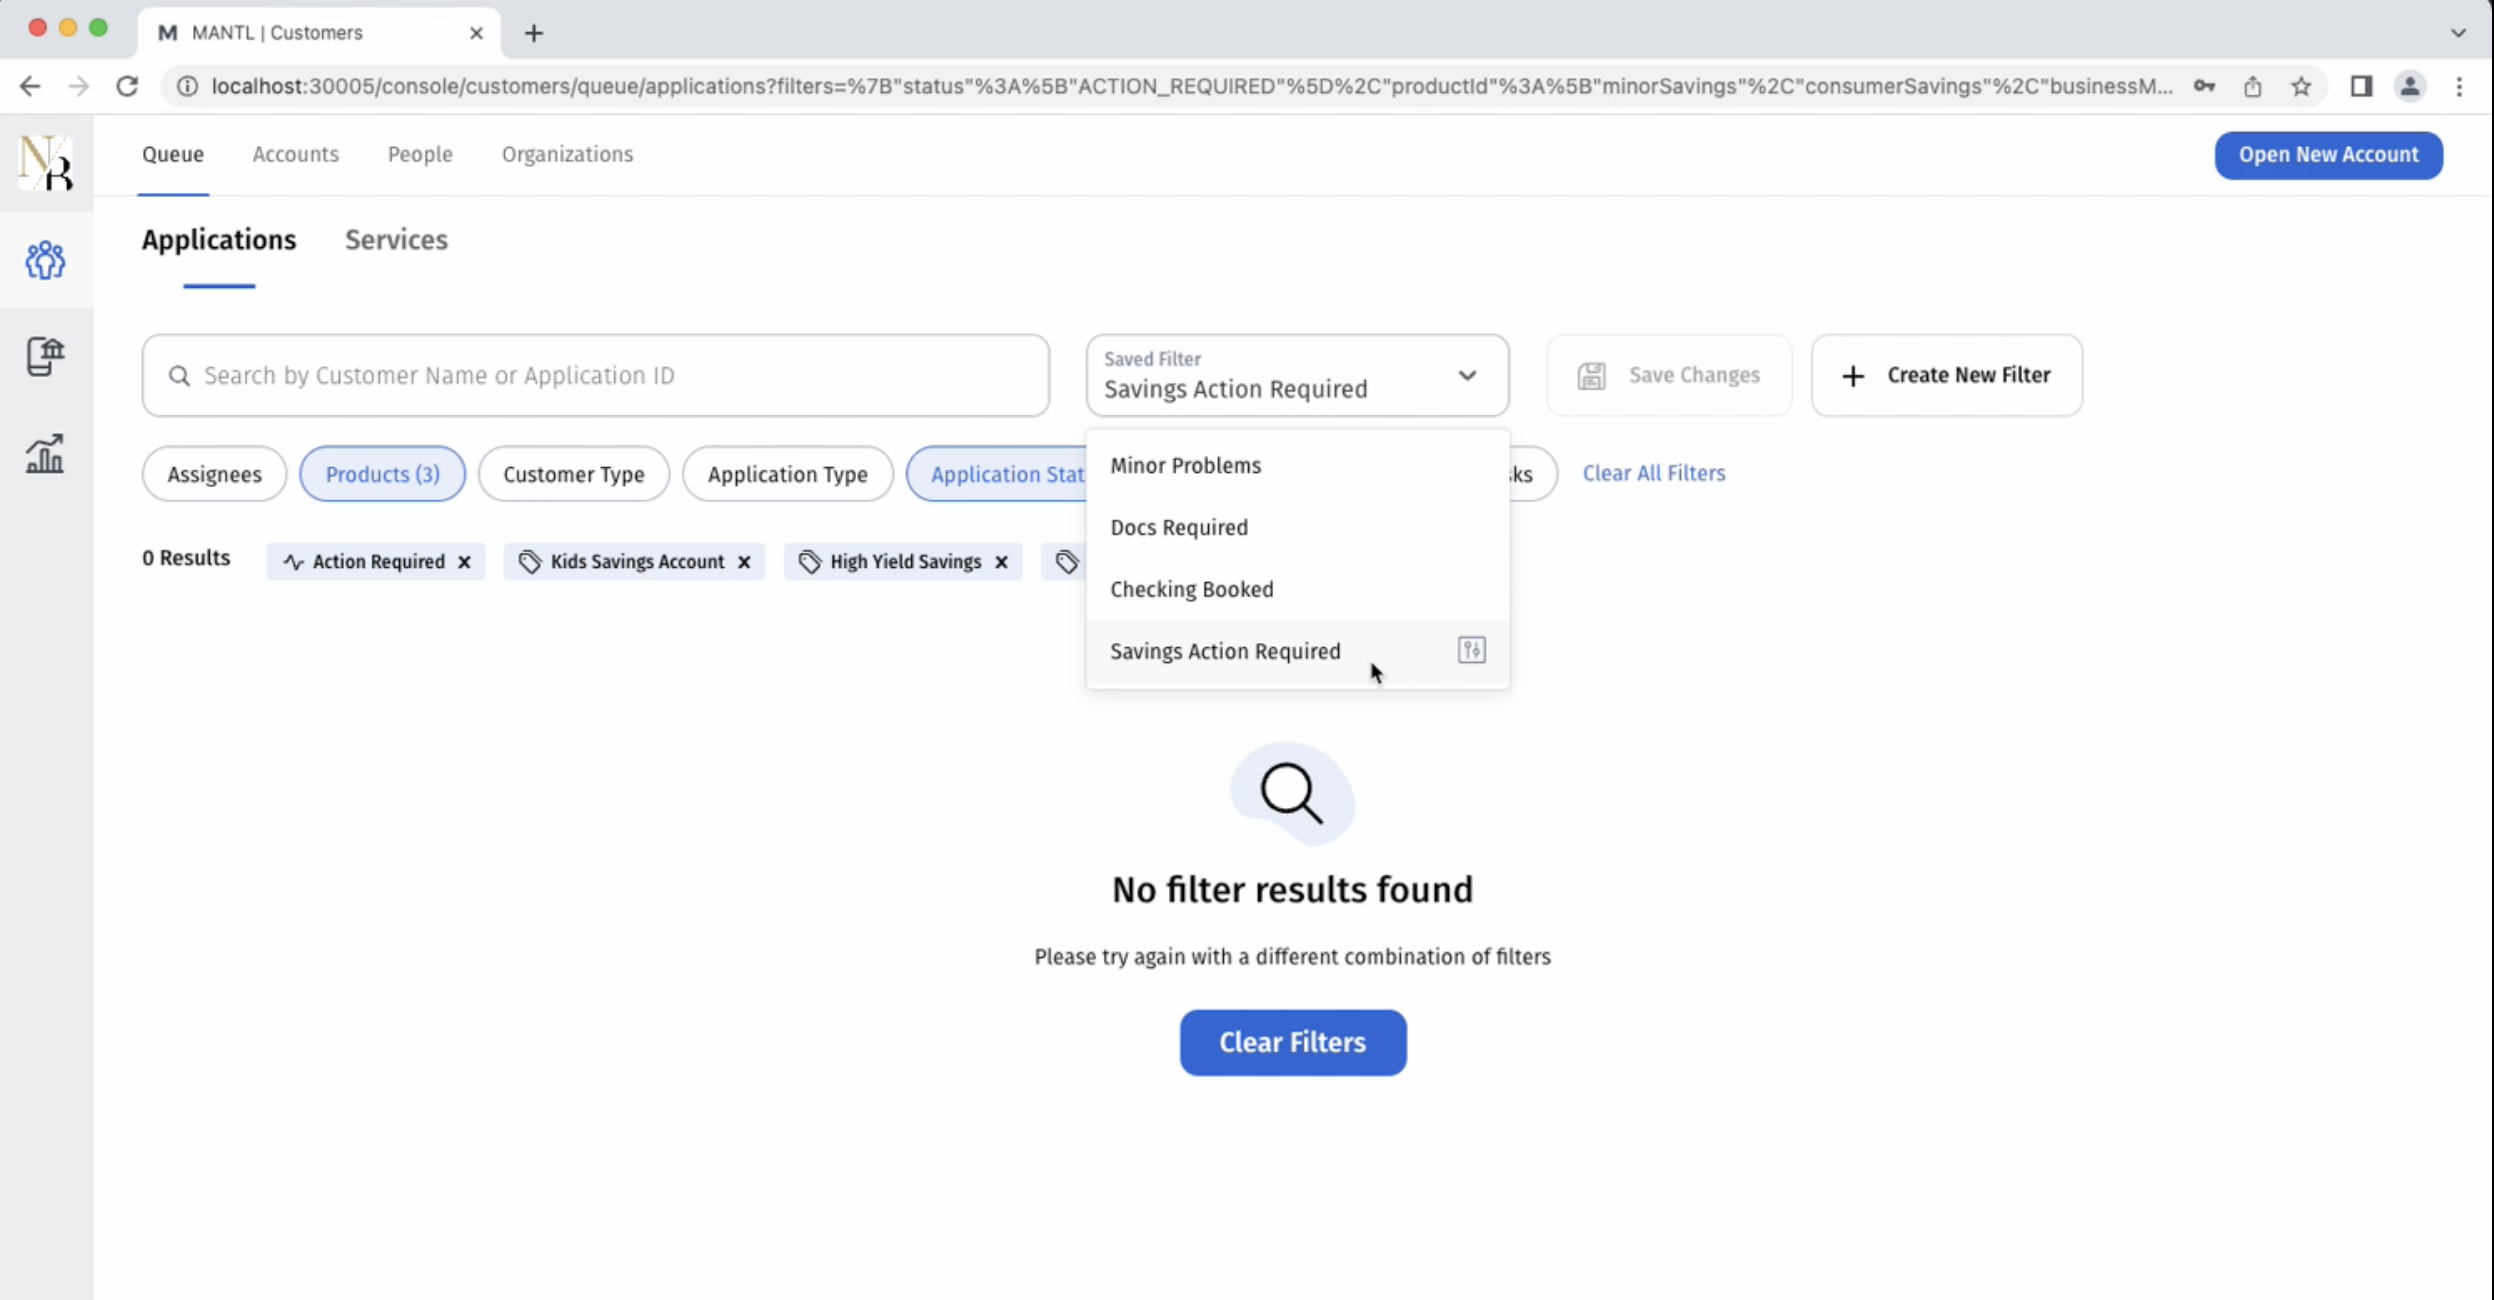 MANTL | Customers
localhost:30005/console/customers/queue/applications?filters=%7B"status"%3A%5B"ACTION_REQUIRED"%5D%2C"productId"%3A%5B"minorSavings"%2C"consumerSavings"%2C"businessM...
NB
Queue Accounts People Organizations Open New Account
Applications Services
Search by Customer Name or Application ID
Saved Filter
Savings Action Required
Save Changes
Create New Filter
Assignees Products (3) Customer Type Application Type Application Stat ks Clear All Filters
0 Results Action Required × Kids Savings Account × High Yield Savings ×
Minor Problems
Docs Required
Checking Booked
Savings Action Required
No filter results found
Please try again with a different combination of filters
Clear Filters